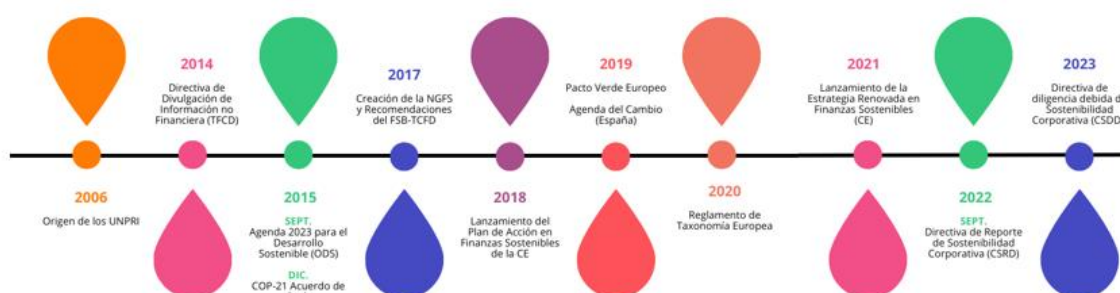 2006
Origen de los UNPRI
2014
Directiva de
Divulgación de
Información no
Financiera (TFCD)
2015
SEPT.
Agenda 2023 para el
Desarrollo
Sostenible (ODS)
DIC.
COP-21 Acuerdo de
2017
Creación de la NGFS
y Recomendaciones
del FSB-TCFD
2018
Lanzamiento del
Plan de Acción en
Finanzas Sostenibles
de la CE
2019
Pacto Verde Europeo
Agenda del Cambio
(España)
2020
Reglamento de
Taxonomía Europea
2021
Lanzamiento de la
Estrategia Renovada en
Finanzas Sostenibles
(CE)
2022
SEPT.
Directiva de Reporte
de Sostenibilidad
Corporativa (CSRD)
2023
Directiva de
diligencia debida
Sostenibilidad
Corporativa (CSDD